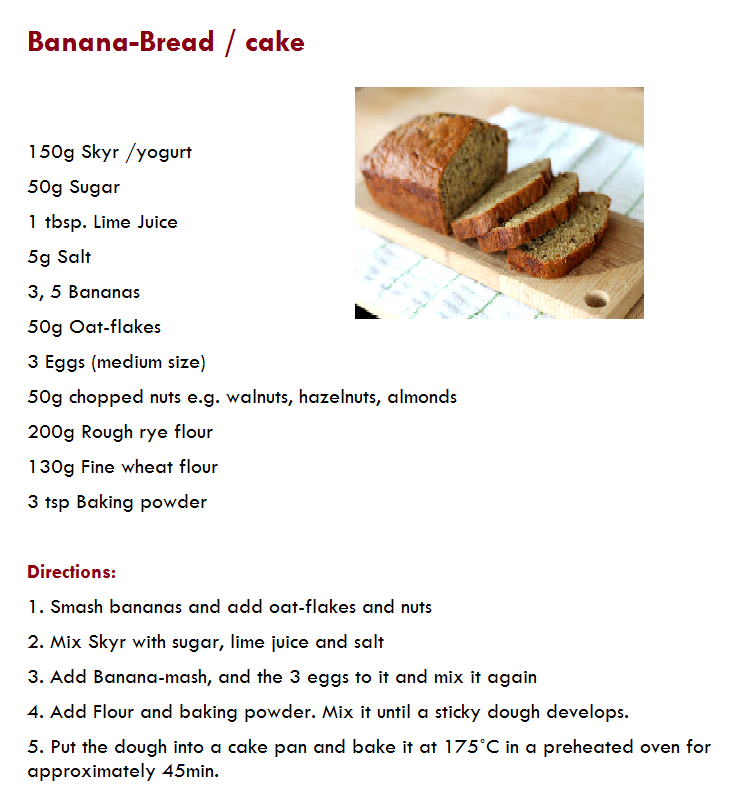 Banana-Bread / cake
150g Skyr /yogurt
50g Sugar
1 tbsp. Lime Juice
5g Salt
3, 5 Bananas
50g Oat-flakes
3 Eggs (medium size)
50g chopped nuts e.g. walnuts, hazelnuts, almonds
200g Rough rye flour
130g Fine wheat flour
3 tsp Baking powder
Directions:
1. Smash bananas and add oat-flakes and nuts
2. Mix Skyr with sugar, lime juice and salt
3. Add Banana-mash, and the 3 eggs to it and mix it again
4. Add Flour and baking powder. Mix it until a sticky dough develops.
5. Put the dough into a cake pan and bake it at 175°C in a preheated oven for
approximately 45min.